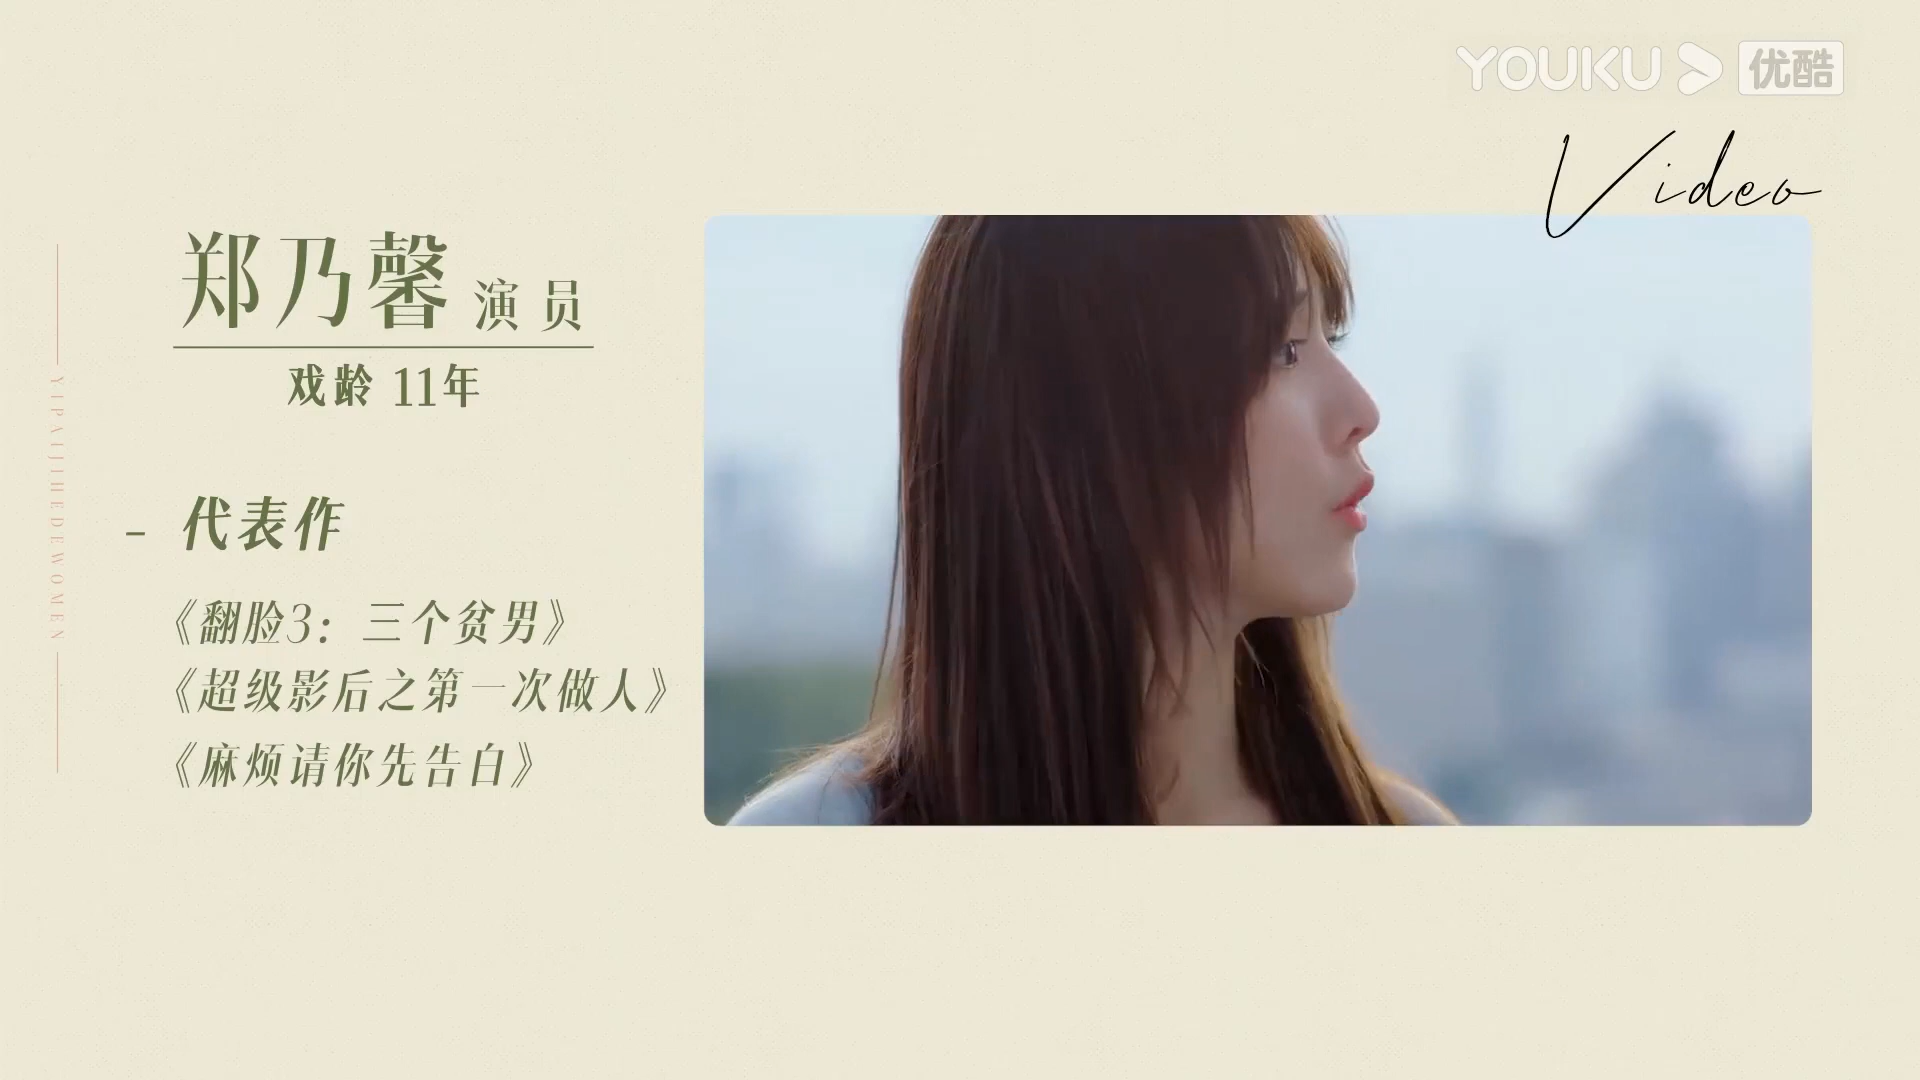 YOUKU 优酷
Video
郑乃馨 演员
戏龄 11年
- 代表作
《翻脸3：三个贫男》
《超级影后之第一次做人》
《麻烦请你先告白》
YIPAIJIHEDEWOMEN